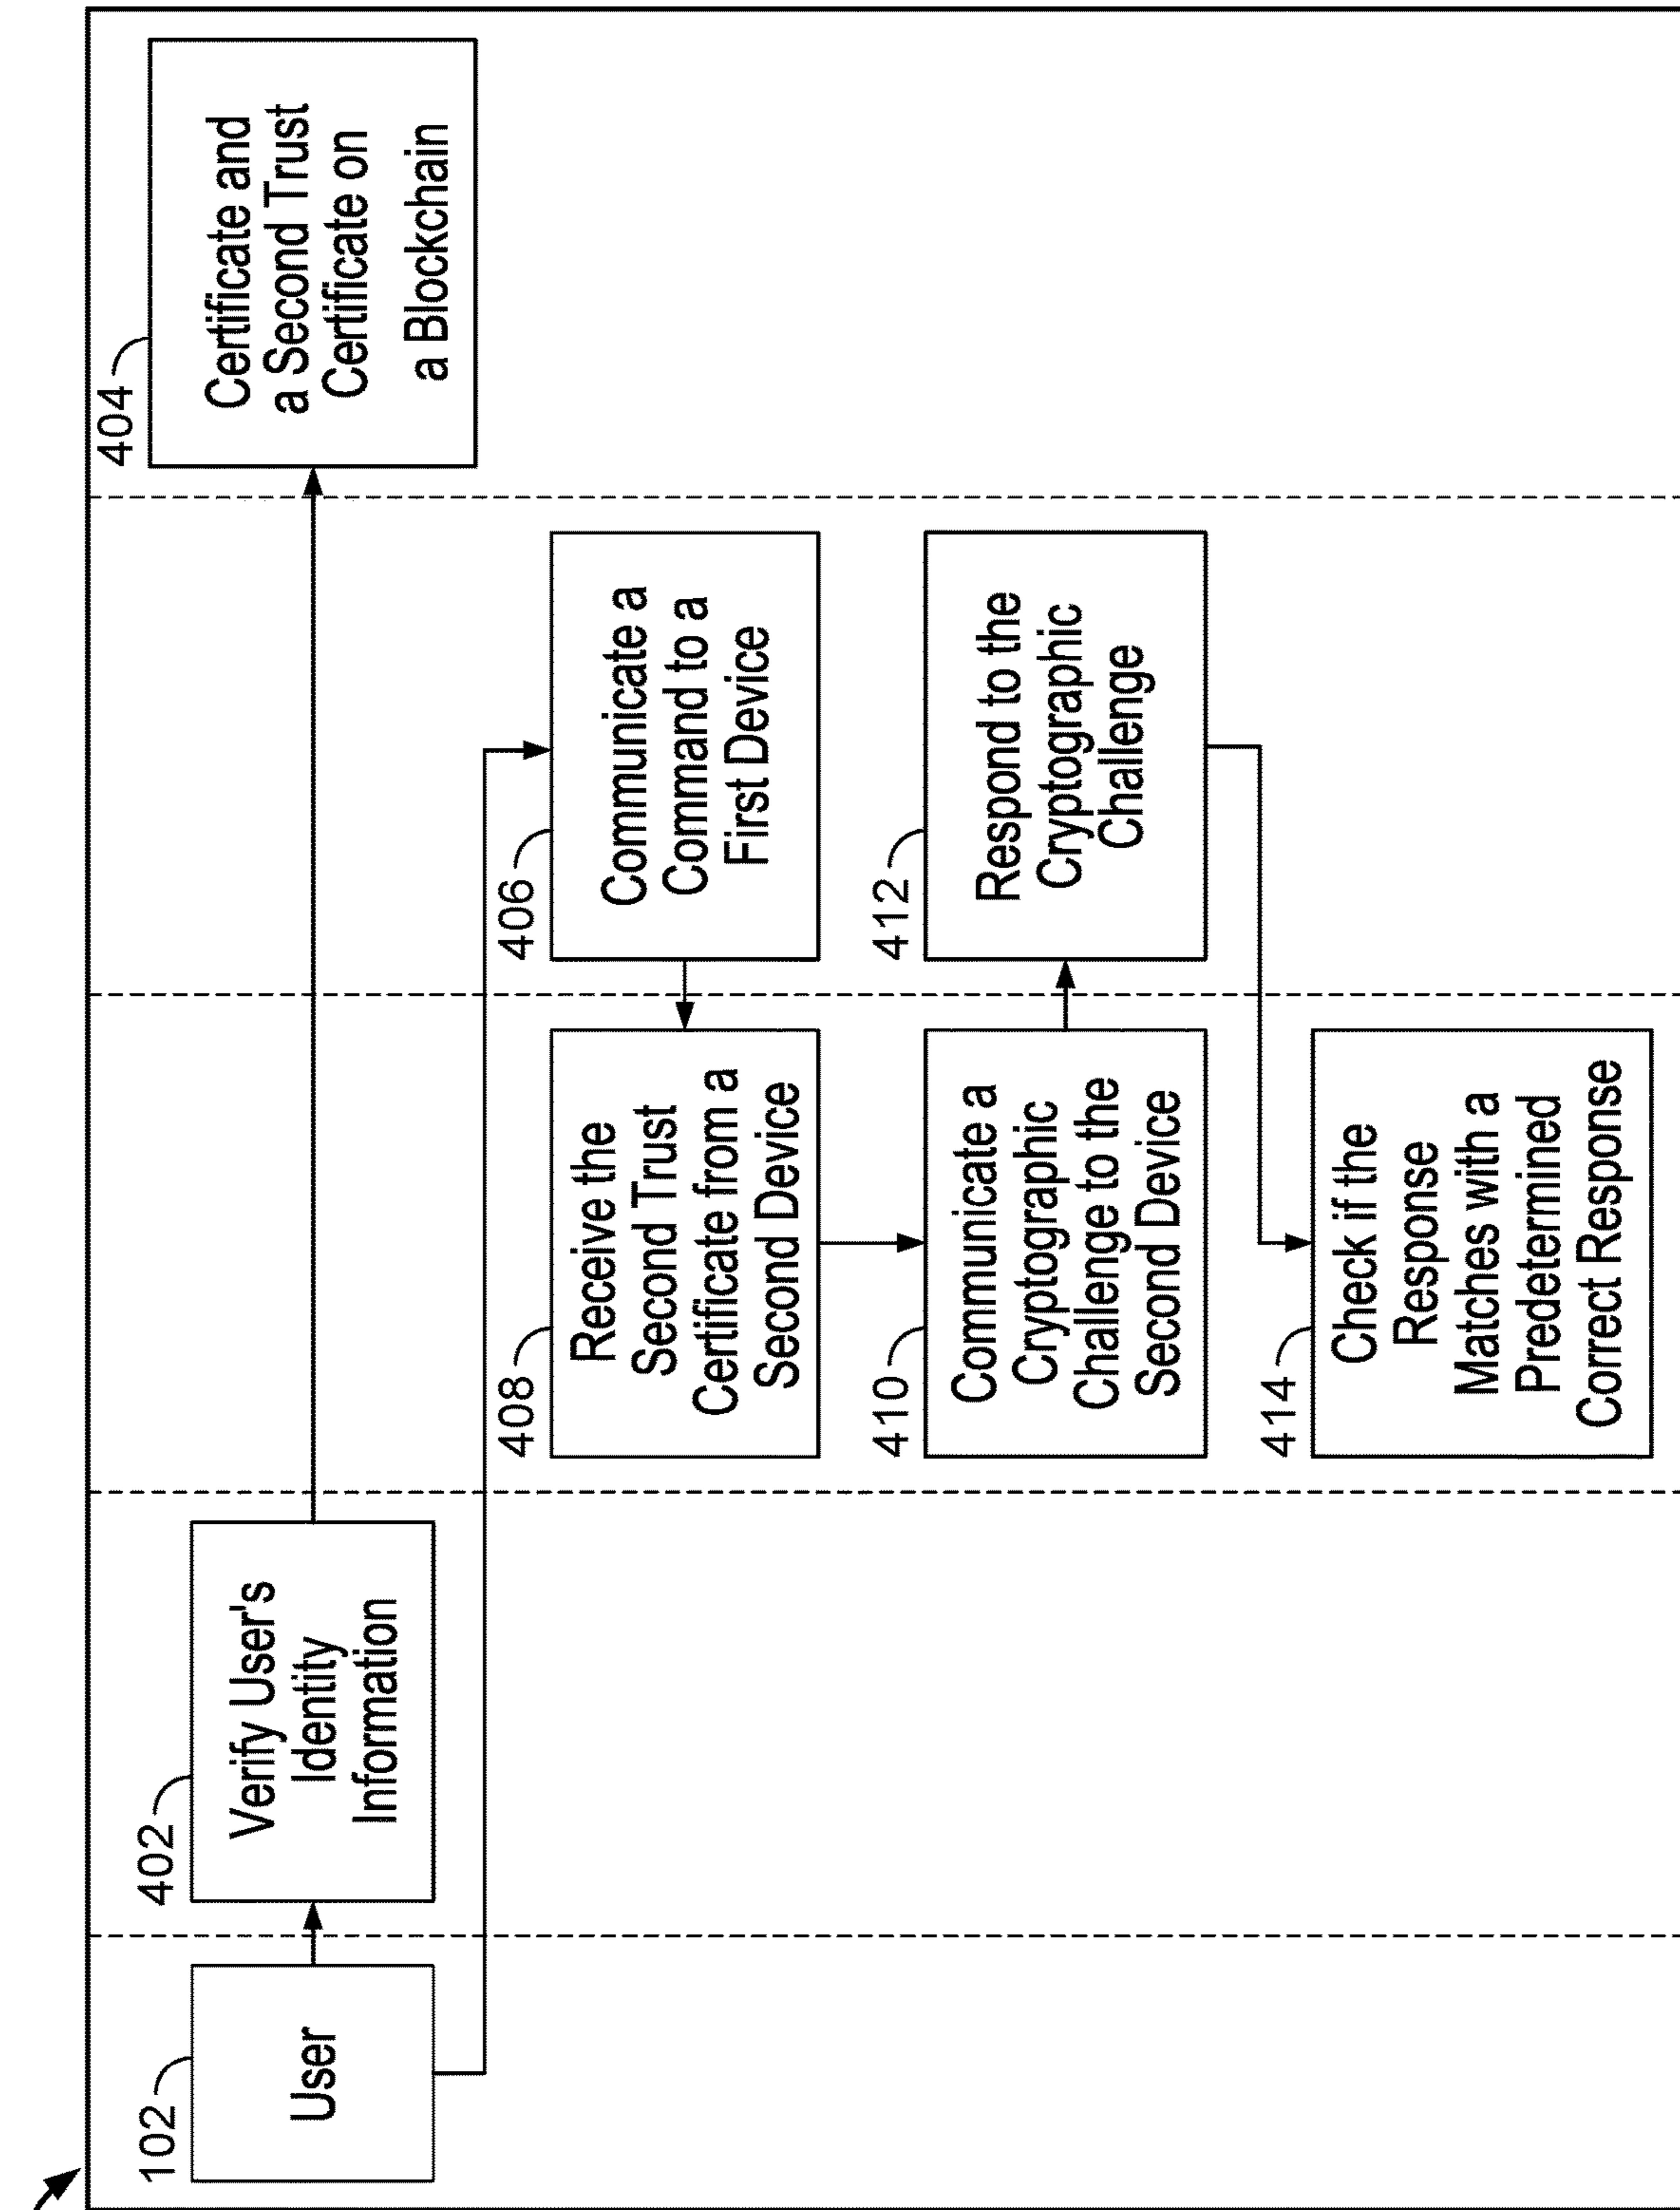 102
User
402
Verify User's
Identity
Information
404
Certificate and
a Second Trust
Certificate on
a Blockchain
406
Communicate a
Command to a
First Device
408
Receive the
Second Trust
Certificate from a
Second Device
410
Communicate a
Cryptographic
Challenge to the
Second Device
412
Respond to the
Cryptographic
Challenge
414
Check if the
Response
Matches with a
Predetermined
Correct Response